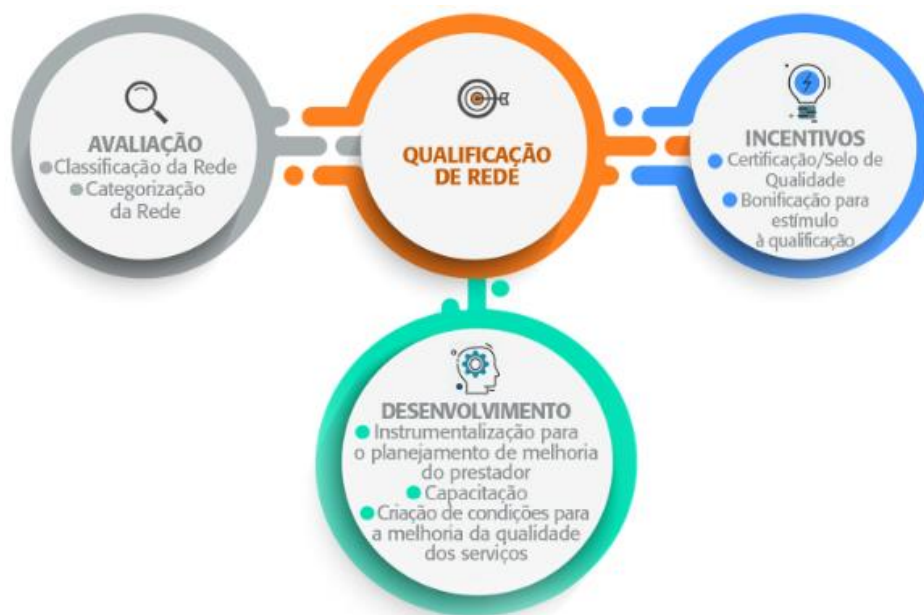 AVALIAÇÃO
●Classificação da Rede
●Categorização
da Rede
QUALIFICAÇÃO
DE REDE
INCENTIVOS
●Certificação/Selo de
Qualidade
●Bonificação para
estímulo
à qualificação
DESENVOLVIMENTO
●Instrumentalização para
o planejamento de melhoria
do prestador
●Capacitação
●Criação de condições para
a melhoria da qualidade
dos serviços